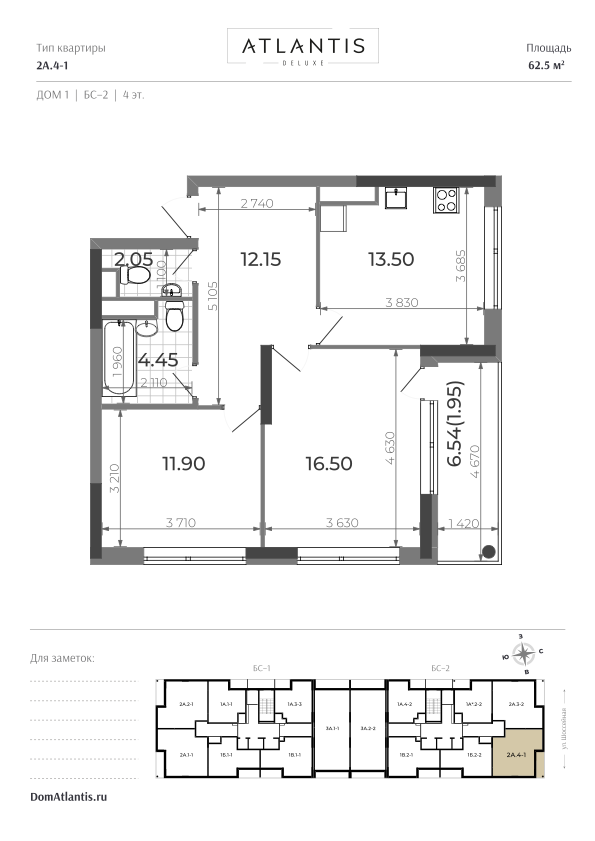 Тип квартиры
2А.4-1
ATLANTIS
DELUXE
Площадь
62.5 м²
ДОМ 1 | БС-2 | 4 эт.
2 740
2.05
1 100
12.15
13.50
3 685
5 105
3 830
4.45
1 960
2 110
6.54(1.95)
11.90
16.50
3 210
4 630
4 670
3 710
3 630
1 420
Для заметок:
З
Ю
С
В
БС-1
БС-2
2А.2-1
1А.1-1
1А.3-3
3А.1-1
3А.2-2
1А.4-2
1А*.2-2
2А.3-2
2А.1-1
1Б.1-1
1В.1-1
1В.2-1
1Б.2-2
2А.4-1
ул. Шоссейная
DomAtlantis.ru